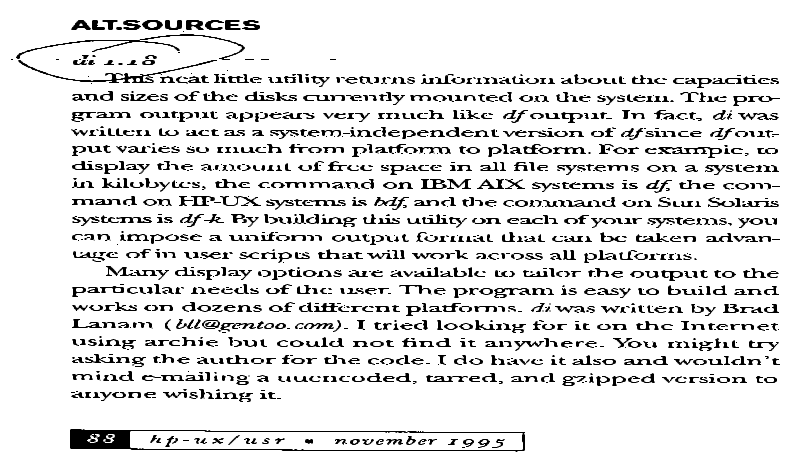 ALT.SOURCES
di 1.18
This neat little utility returns information about the capacities
and sizes of the disks currently mounted on the system. The pro-
gram output appears very much like df output. In fact, di was
written to act as a system-independent version of df since df out-
put varies so much from platform to platform. For example, to
display the amount of free space in all file systems on a system
in kilobytes, the command on IBM AIX systems is df, the com-
mand on HP-UX systems is bdf, and the command on Sun Solaris
systems is df -k. By building this utility on each of your systems, you
can impose a uniform output format that can be taken advan-
tage of in user scripts that will work across all platforms.
Many display options are available to tailor the output to the
particular needs of the user. The program is easy to build and
works on dozens of different platforms. di was written by Brad
Lanam (bll@gentoo.com). I tried looking for it on the Internet
using archie but could not find it anywhere. You might try
asking the author for the code. I do have it also and wouldn't
mind e-mailing a uuencoded, tarred, and gzipped version to
anyone wishing it.
88 hp-ux/usr ■ november 1995